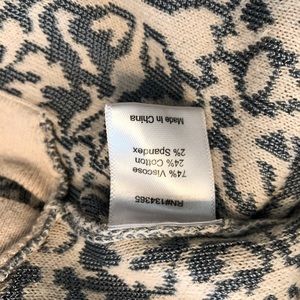 RN#134365
74% Viscose
24% Cotton
2% Spandex
Made in China